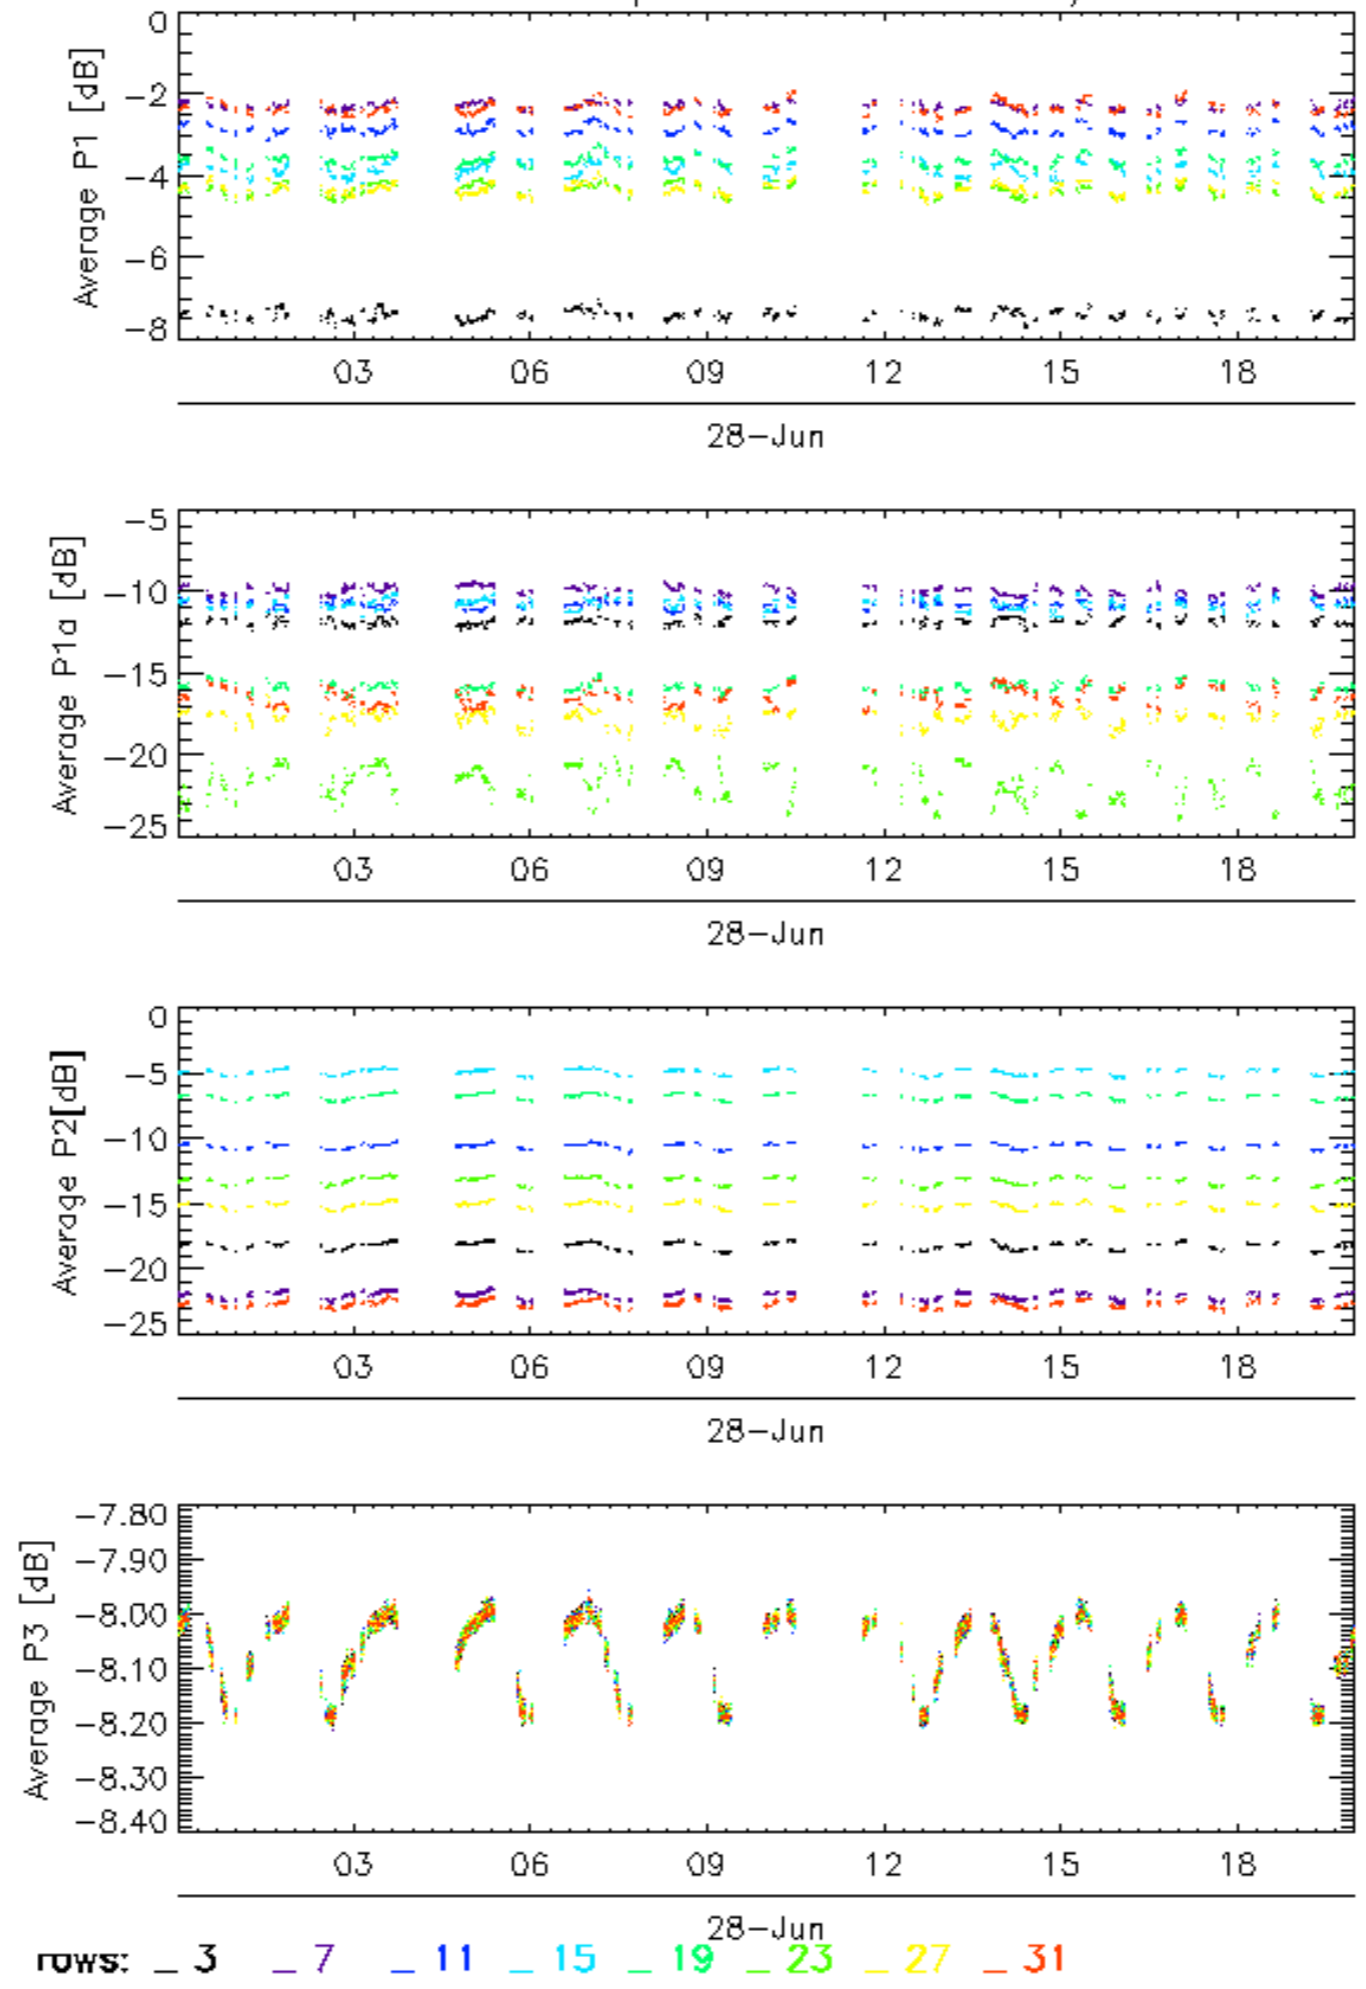 Average P1 [dB]
0
-2
-4
-6
-8
03 06 09 12 15 18
28-Jun
Average P1a [dB]
-5
-10
-15
-20
-25
03 06 09 12 15 18
28-Jun
Average P2[dB]
0
-5
-10
-15
-20
-25
03 06 09 12 15 18
28-Jun
Average P3 [dB]
-7.80
-7.90
-8.00
-8.10
-8.20
-8.30
-8.40
03 06 09 12 15 18
28-Jun
rows: _ 3 _ 7 _ 11 _ 15 _ 19 _ 23 _ 27 _ 31